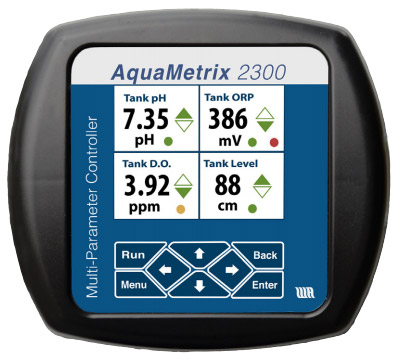 AquaMetrix 2300
Multi-Parameter Controller
Tank pH
7.35
pH
Tank ORP
386
mV
Tank D.O.
3.92
ppm
Tank Level
88
cm
Run
Back
Menu
Enter